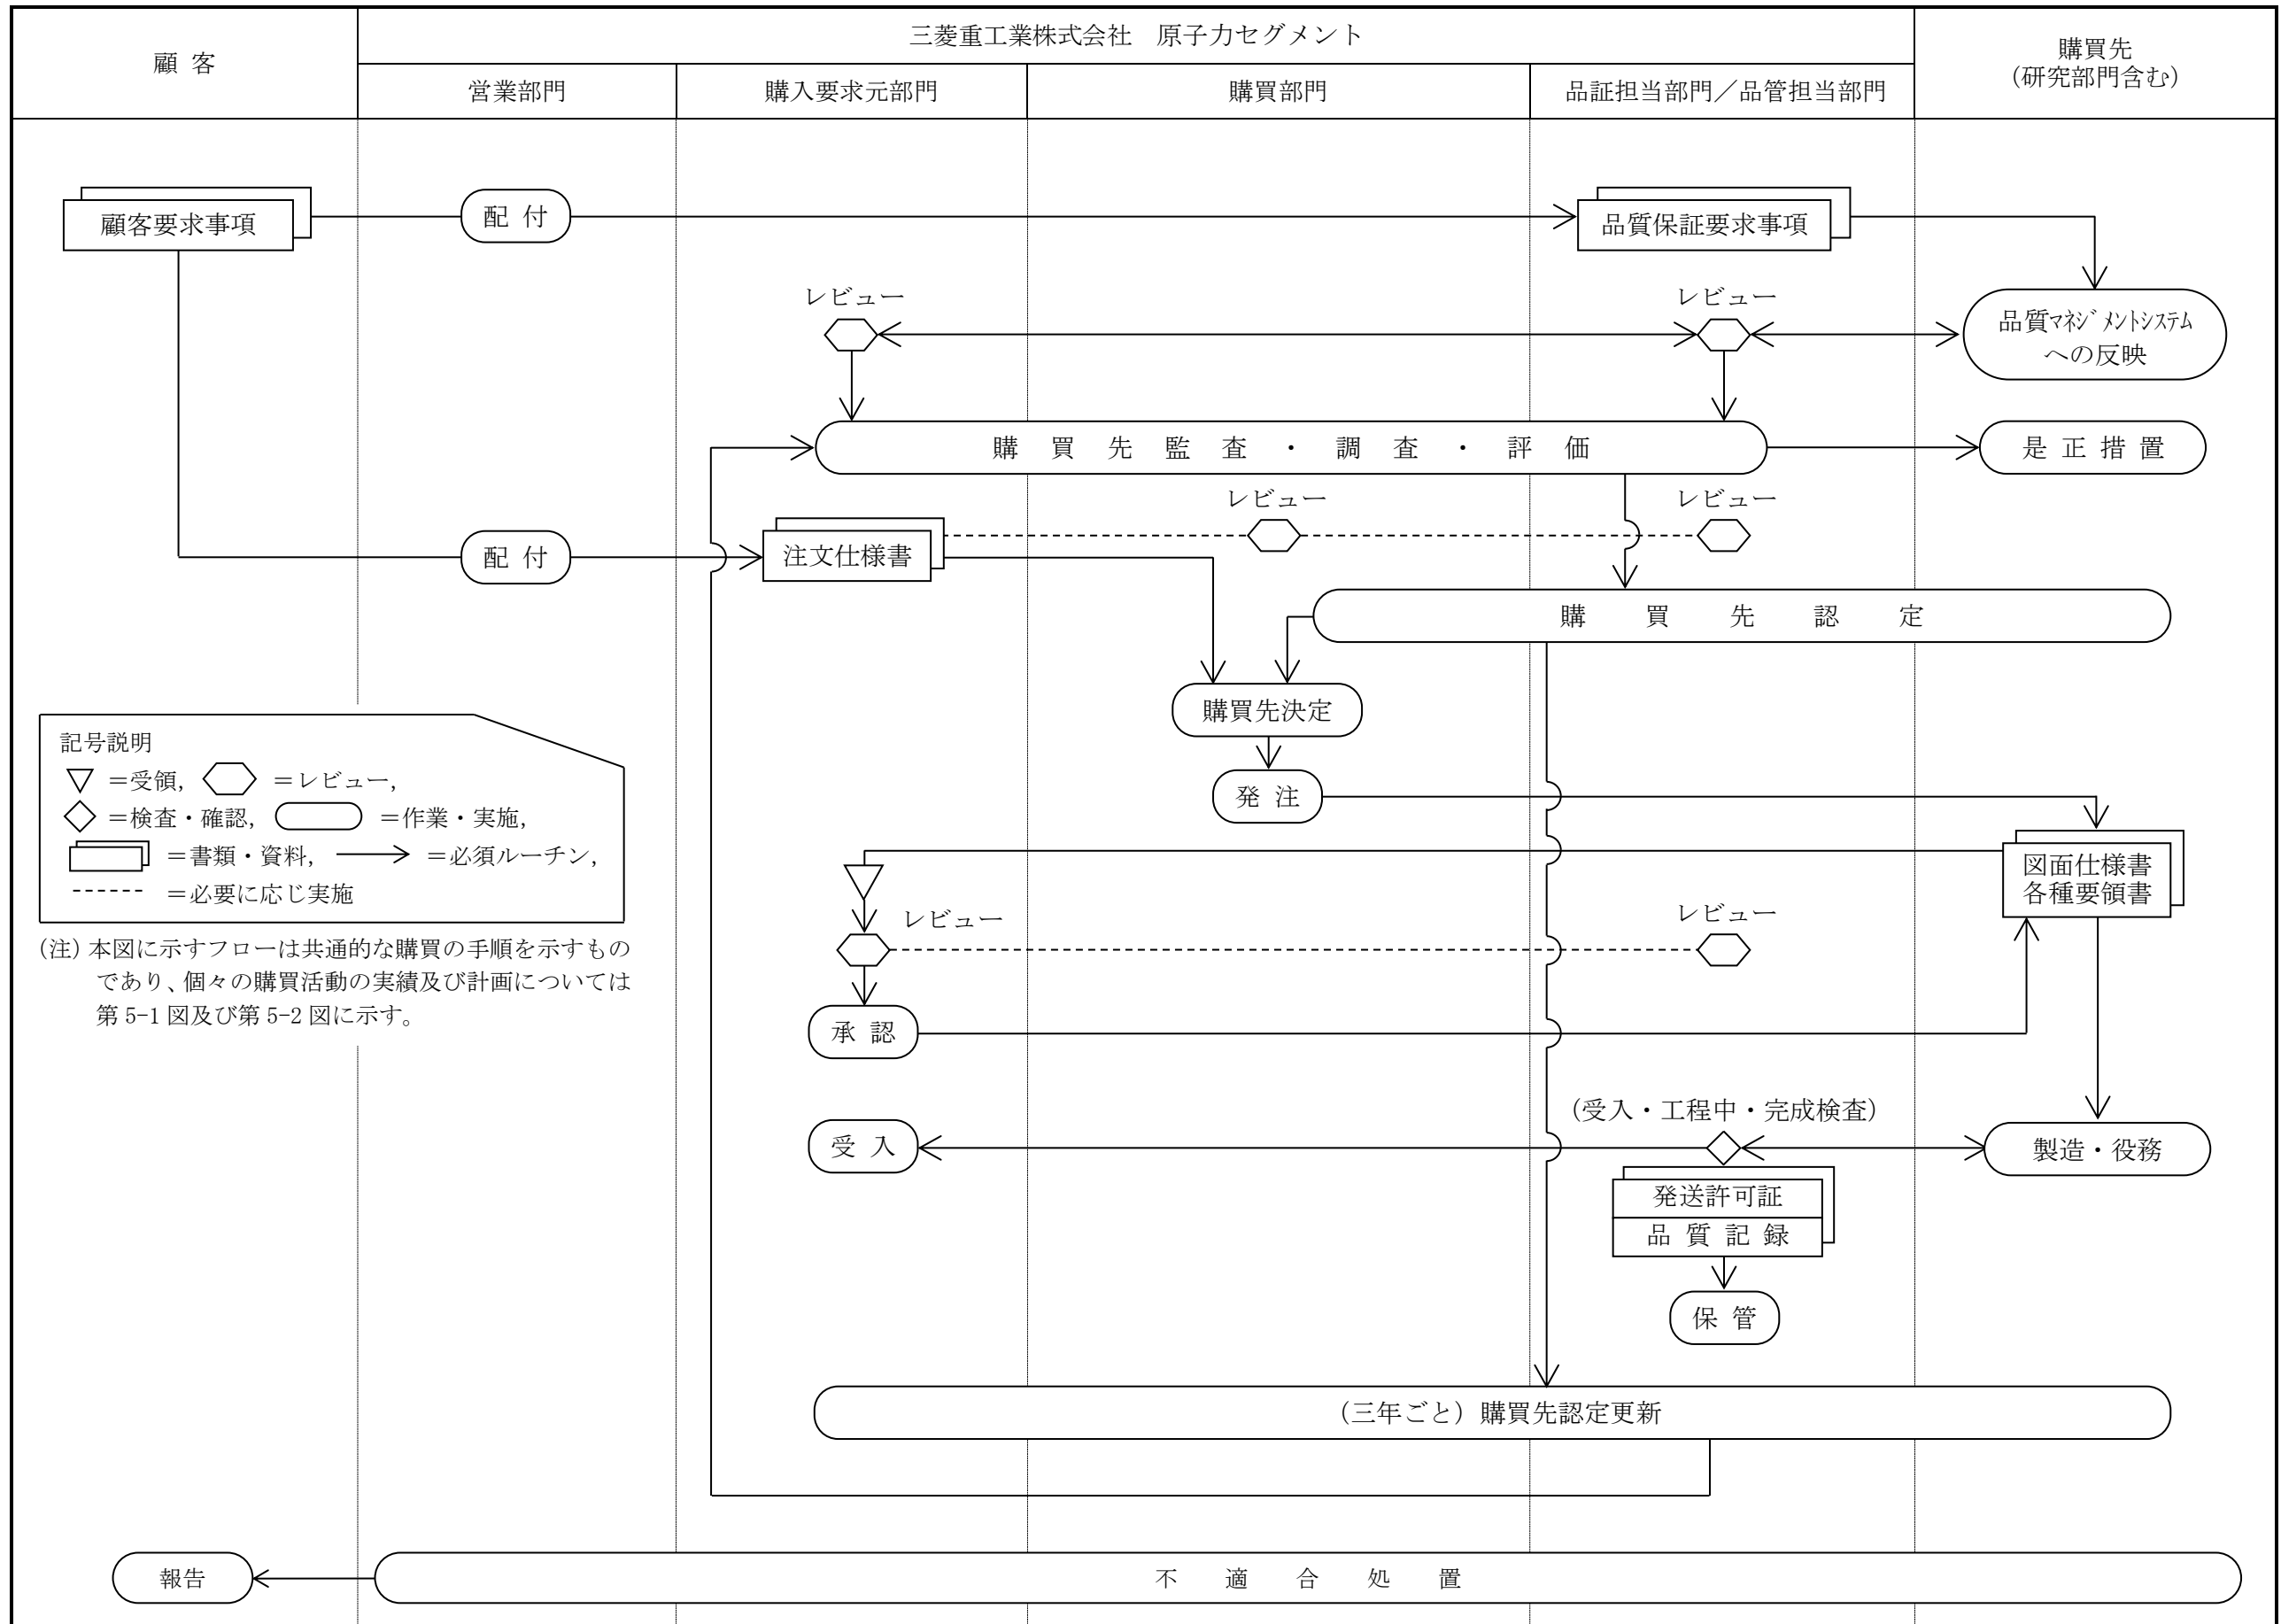 顧客
三菱重工業株式会社　原子力セグメント
購買先
(研究部門含む)
営業部門
購入要求元部門
購買部門
品証担当部門／品管担当部門
顧客要求事項
配付
品質保証要求事項
レビュー
レビュー
品質ﾏﾈｼﾞﾒﾝﾄｼｽﾃﾑ
への反映
購買先監査・調査・評価
是正措置
レビュー
レビュー
配付
注文仕様書
購買先認定
購買先決定
記号説明
＝受領，
＝レビュー，
＝検査・確認，
＝作業・実施，
＝書類・資料，
＝必須ルーチン，
＝必要に応じ実施
発注
図面仕様書
各種要領書
レビュー
レビュー
(注) 本図に示すフローは共通的な購買の手順を示すもの
であり、個々の購買活動の実績及び計画については
第 5-1 図及び第 5-2 図に示す。
承認
(受入・工程中・完成検査)
受入
製造・役務
発送許可証
品質記録
保管
(三年ごと) 購買先認定更新
報告
不適合処置